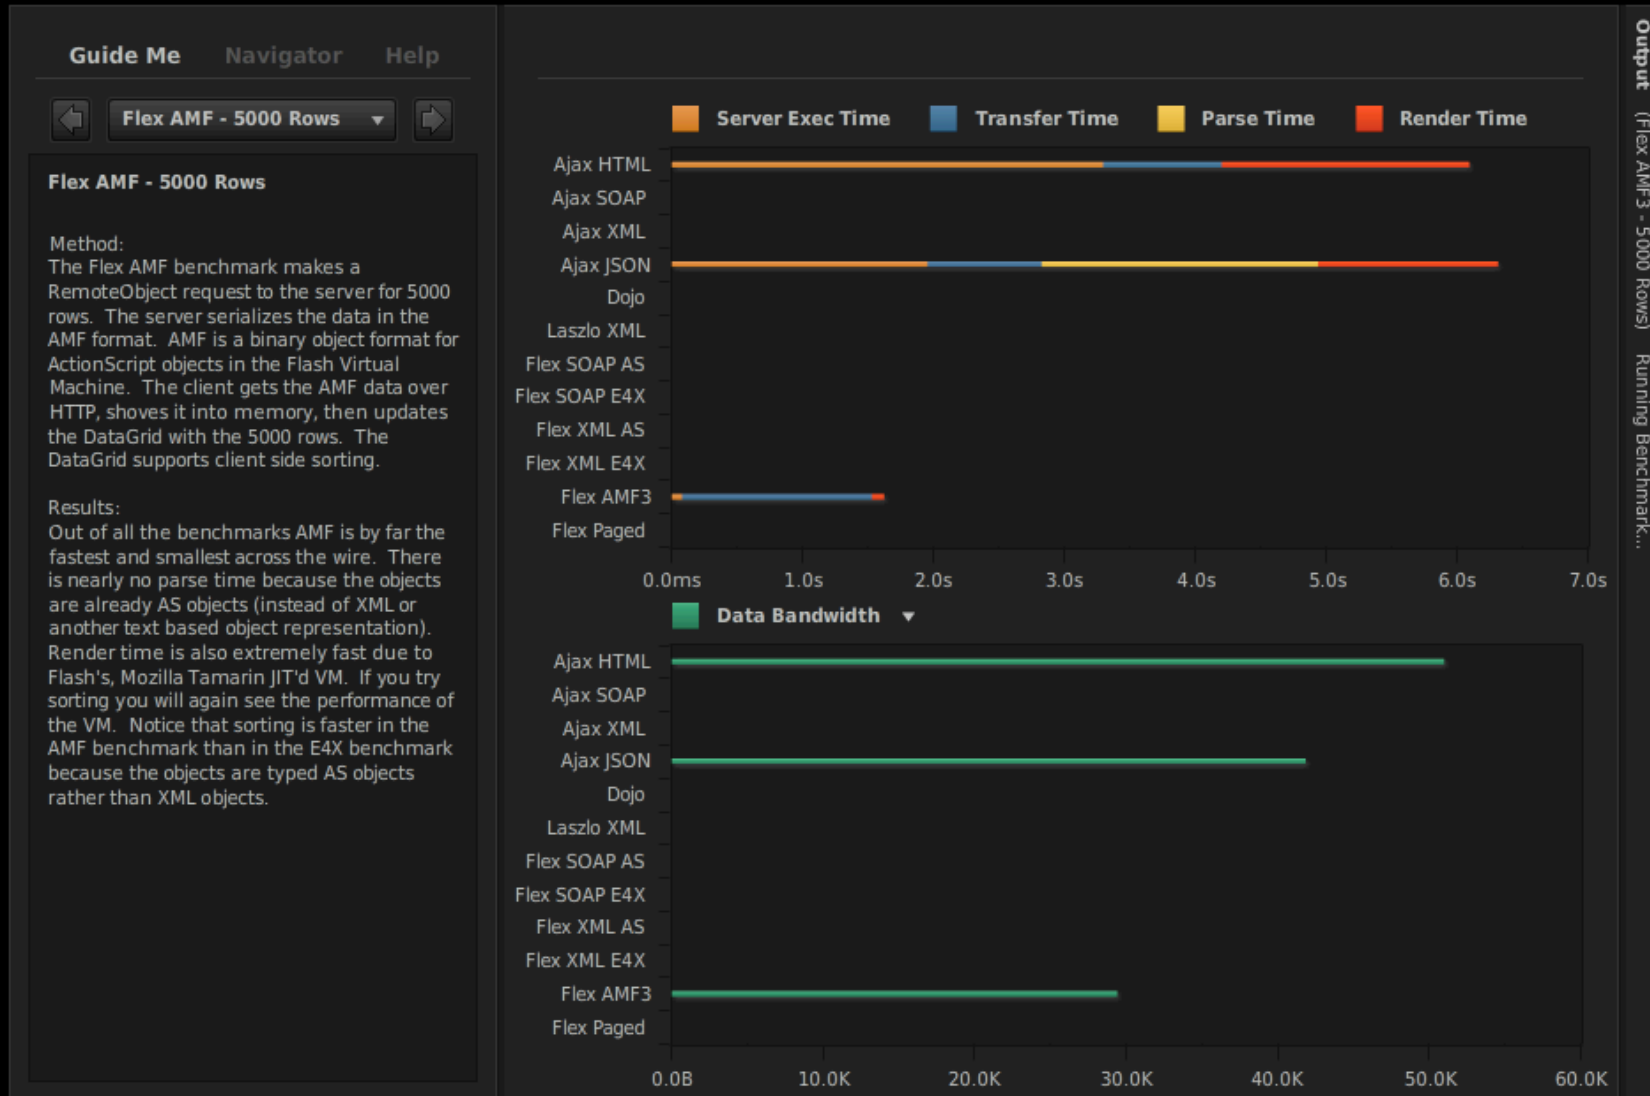 Guide Me Navigator Help
Flex AMF - 5000 Rows
Flex AMF - 5000 Rows
Method:
The Flex AMF benchmark makes a
RemoteObject request to the server for 5000
rows. The server serializes the data in the
AMF format. AMF is a binary object format for
ActionScript objects in the Flash Virtual
Machine. The client gets the AMF data over
HTTP, shoves it into memory, then updates
the DataGrid with the 5000 rows. The
DataGrid supports client side sorting.
Results:
Out of all the benchmarks AMF is by far the
fastest and smallest across the wire. There
is nearly no parse time because the objects
are already AS objects (instead of XML or
another text based object representation).
Render time is also extremely fast due to
Flash's, Mozilla Tamarin JIT'd VM. If you try
sorting you will again see the performance of
the VM. Notice that sorting is faster in the
AMF benchmark than in the E4X benchmark
because the objects are typed AS objects
rather than XML objects.
Server Exec Time Transfer Time Parse Time Render Time
Ajax HTML
Ajax SOAP
Ajax XML
Ajax JSON
Dojo
Laszlo XML
Flex SOAP AS
Flex SOAP E4X
Flex XML AS
Flex XML E4X
Flex AMF3
Flex Paged
0.0ms 1.0s 2.0s 3.0s 4.0s 5.0s 6.0s 7.0s
Data Bandwidth
Ajax HTML
Ajax SOAP
Ajax XML
Ajax JSON
Dojo
Laszlo XML
Flex SOAP AS
Flex SOAP E4X
Flex XML AS
Flex XML E4X
Flex AMF3
Flex Paged
0.0B 10.0K 20.0K 30.0K 40.0K 50.0K 60.0K
Output (Flex AMF3 - 5000 Rows) Running Benchmark...